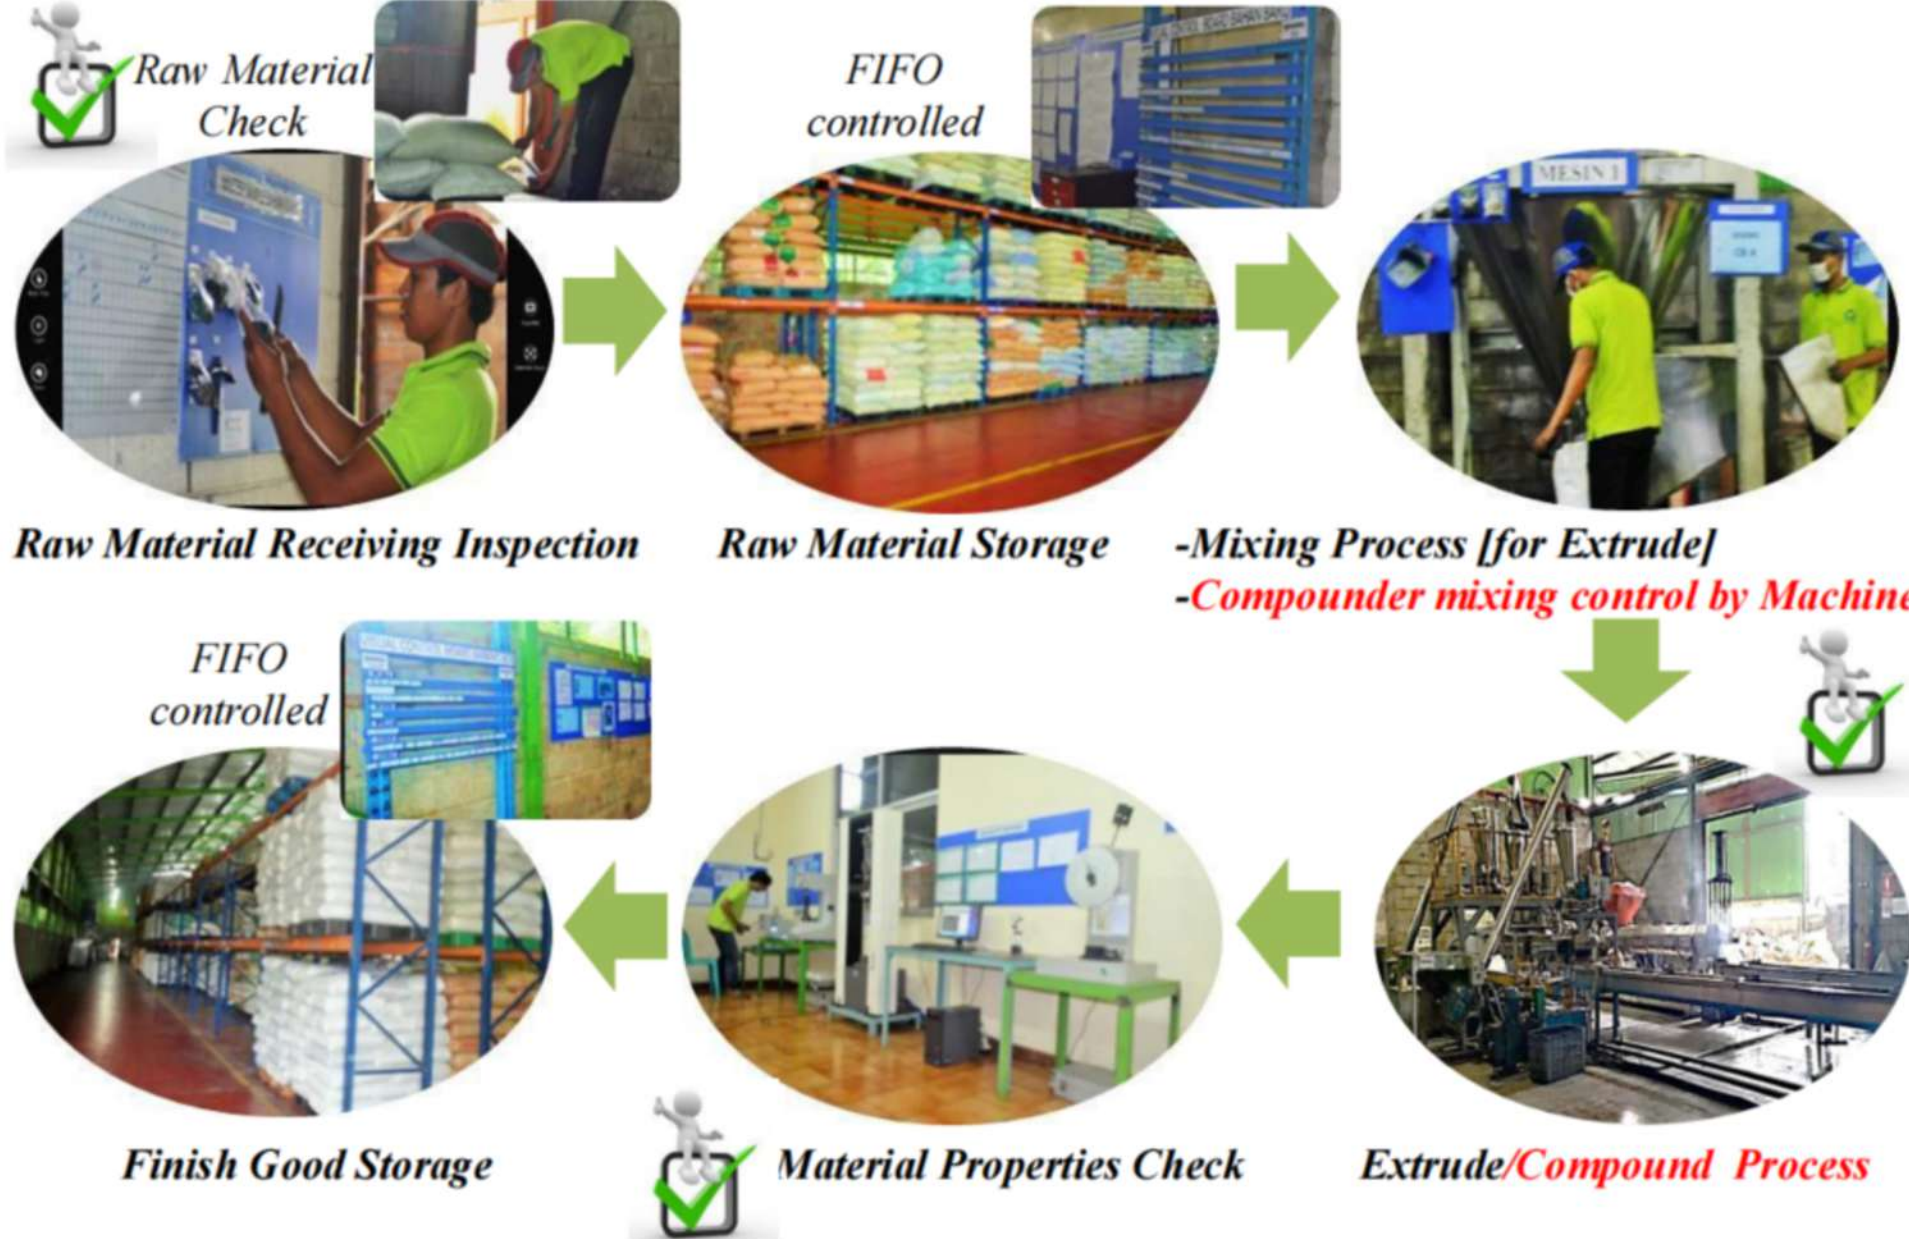 Raw Material
Check
FIFO
controlled
MESIN 1
Raw Material Receiving Inspection
Raw Material Storage
-Mixing Process [for Extrude]
-Compounder mixing control by Machine
FIFO
controlled
Finish Good Storage
Material Properties Check
Extrude/Compound Process